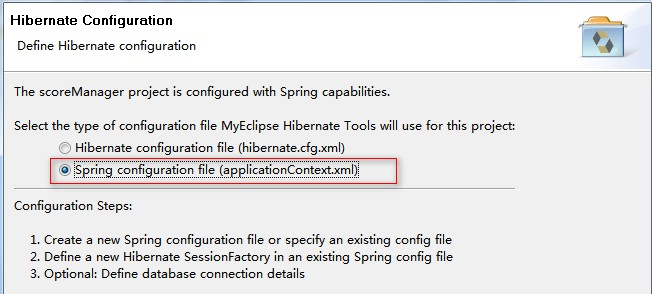 Hibernate Configuration
Define Hibernate configuration
The scoreManager project is configured with Spring capabilities.
Select the type of configuration file MyEclipse Hibernate Tools will use for this project:
Hibernate configuration file (hibernate.cfg.xml)
Spring configuration file (applicationContext.xml)
Configuration Steps:
1. Create a new Spring configuration file or specify an existing config file
2. Define a new Hibernate SessionFactory in an existing Spring config file
3. Optional: Define database connection details